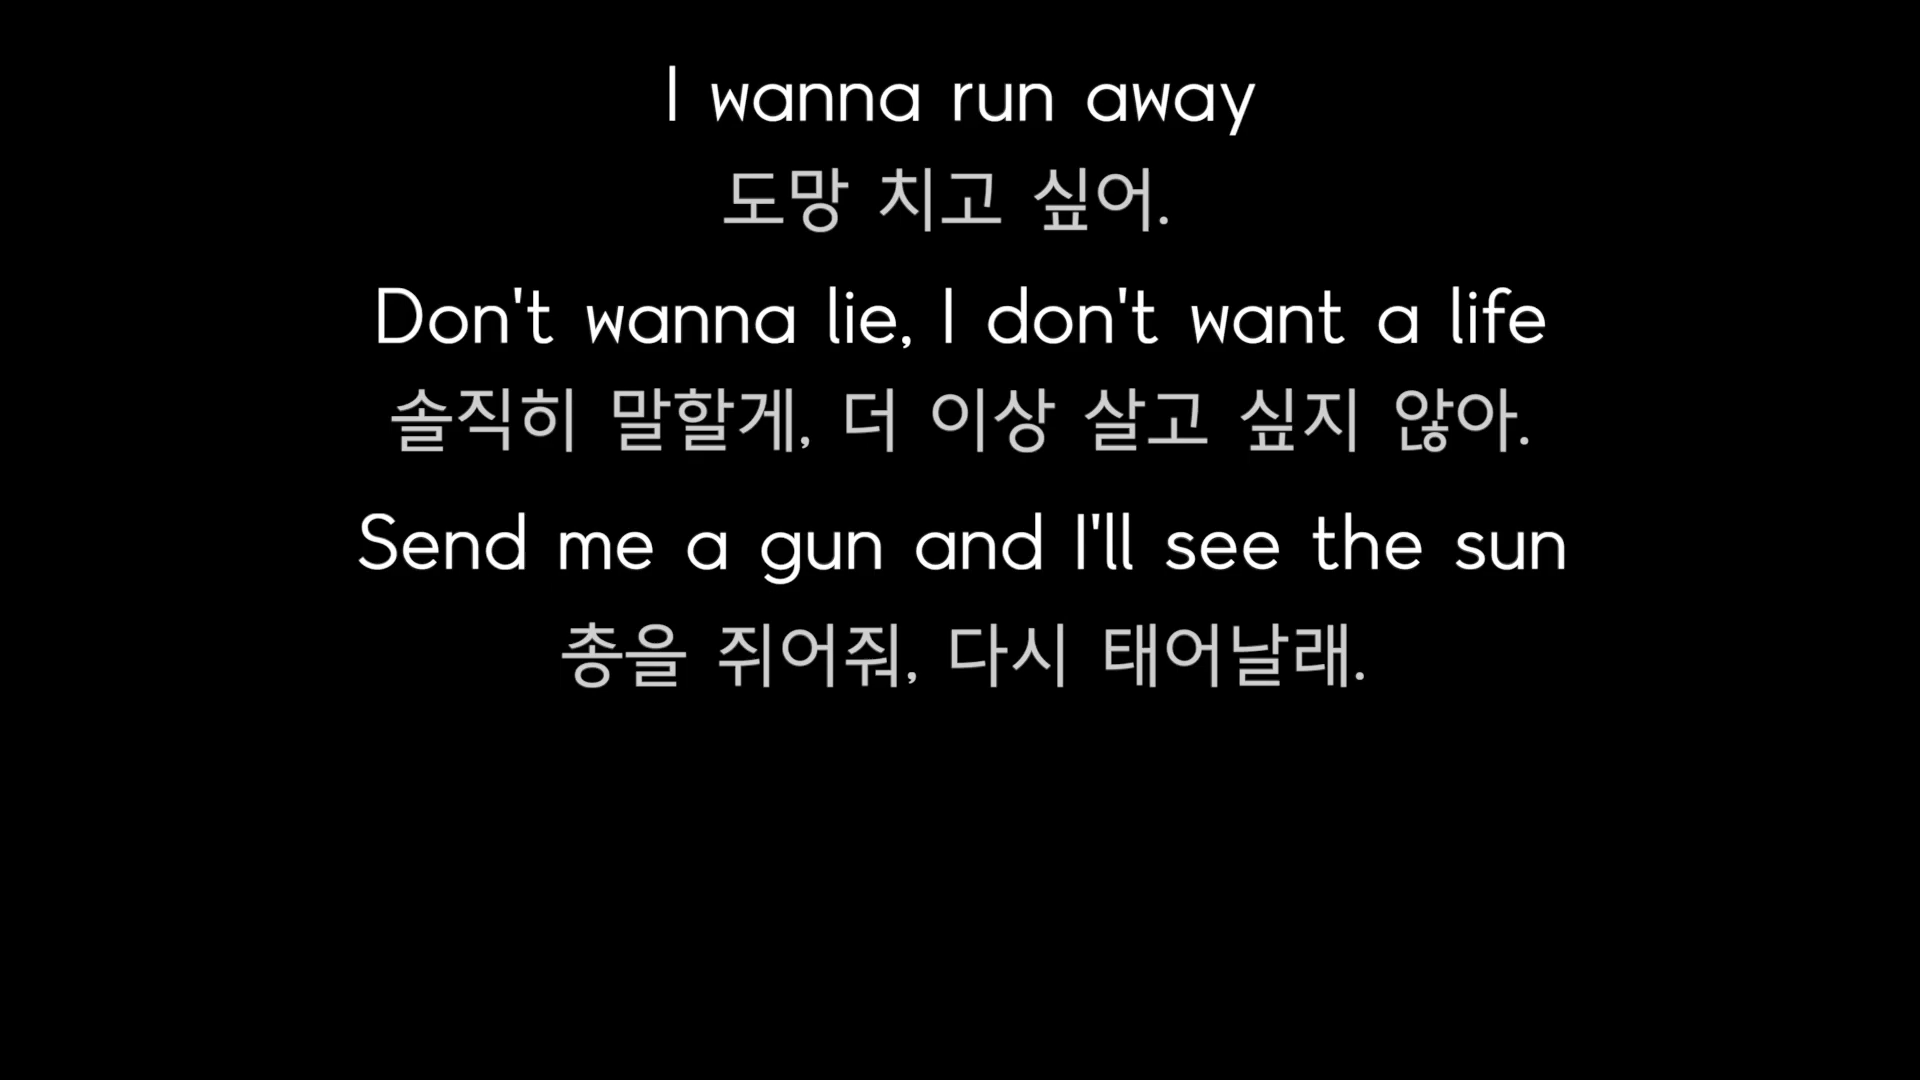 I wanna run away
도망 치고 싶어.
Don't wanna lie, I don't want a life
솔직히 말할게, 더 이상 살고 싶지 않아.
Send me a gun and I'll see the sun
총을 쥐어줘, 다시 태어날래.